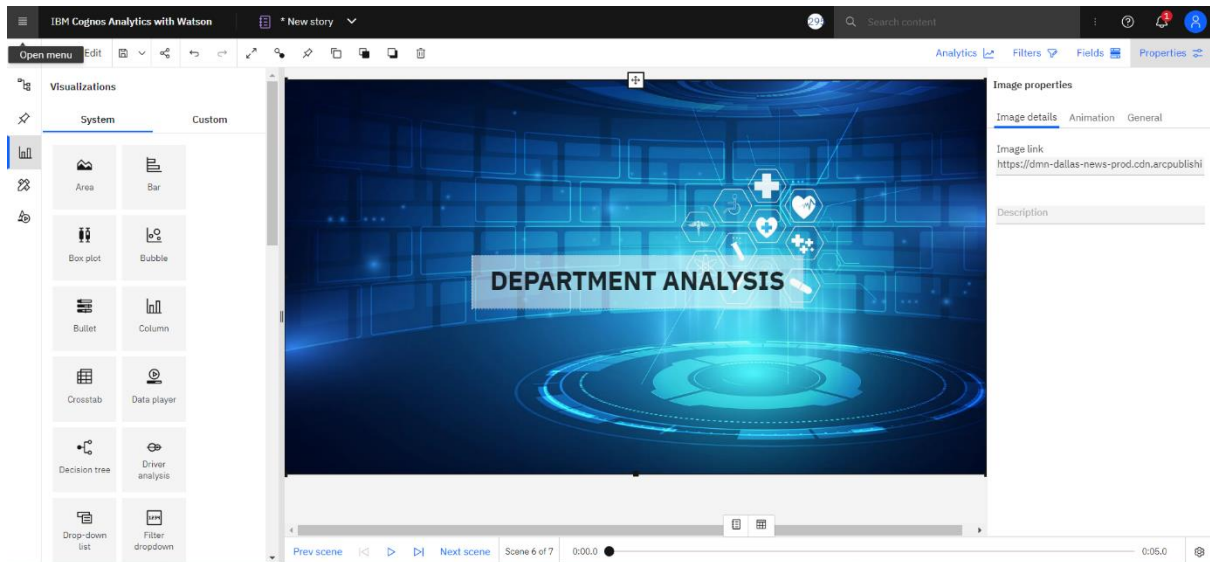 IBM Cognos Analytics with Watson
* New story
295
Search content
1
Open menu
Edit
Analytics
Filters
Fields
Properties
Visualizations
System
Custom
Area
Bar
Box plot
Bubble
Bullet
Column
Crosstab
Data player
Decision tree
Driver
analysis
Drop-down
list
Filter
dropdown
DEPARTMENT ANALYSIS
Image properties
Image details
Animation
General
Image link
https://dmn-dallas-news-prod.cdn.arcpublishi
Description
Prev scene
Next scene
Scene 6 of 7
0:00.0
0:05.0